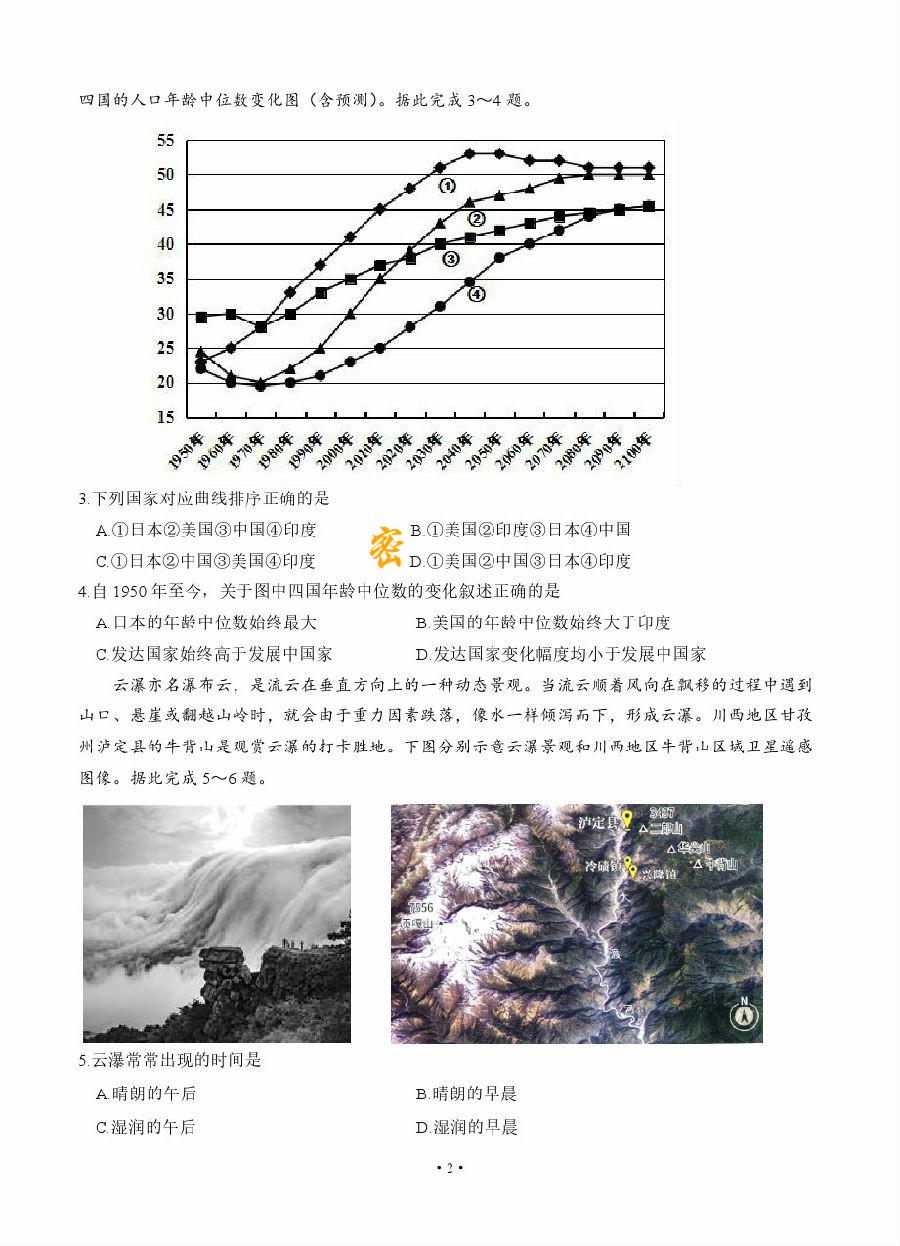 四国的人口年龄中位数变化图（含预测）。据此完成 3～4 题。
55
50
45
40
35
30
25
20
15
①
②
③
④
1950年 1960年 1970年 1980年 1990年 2000年 2010年 2020年 2030年 2040年 2050年 2060年 2070年 2080年 2090年 2100年
3.下列国家对应曲线排序正确的是
A.①日本②美国③中国④印度 B.①美国②印度③日本④中国
密
C.①日本②中国③美国④印度 D.①美国②中国③日本④印度
4.自 1950 年至今，关于图中四国年龄中位数的变化叙述正确的是
A.日本的年龄中位数始终最大 B.美国的年龄中位数始终大于印度
C.发达国家始终高于发展中国家 D.发达国家变化幅度均小于发展中国家
云瀑亦名瀑布云，是流云在垂直方向上的一种动态景观。当流云顺着风向在飘移的过程中遇到
山口、悬崖或翻越山岭时，就会由于重力因素跌落，像水一样倾泻而下，形成云瀑。川西地区甘孜
州泸定县的牛背山是观赏云瀑的打卡胜地。下图分别示意云瀑景观和川西地区牛背山区域卫星遥感
图像。据此完成 5～6 题。
泸定县
3437
二郎山
华尖山
牛背山
冷碛镇
兴隆镇
大
7556
贡嘎山
N
5.云瀑常常出现的时间是
A.晴朗的午后 B.晴朗的早晨
C.湿润的午后 D.湿润的早晨
·2·